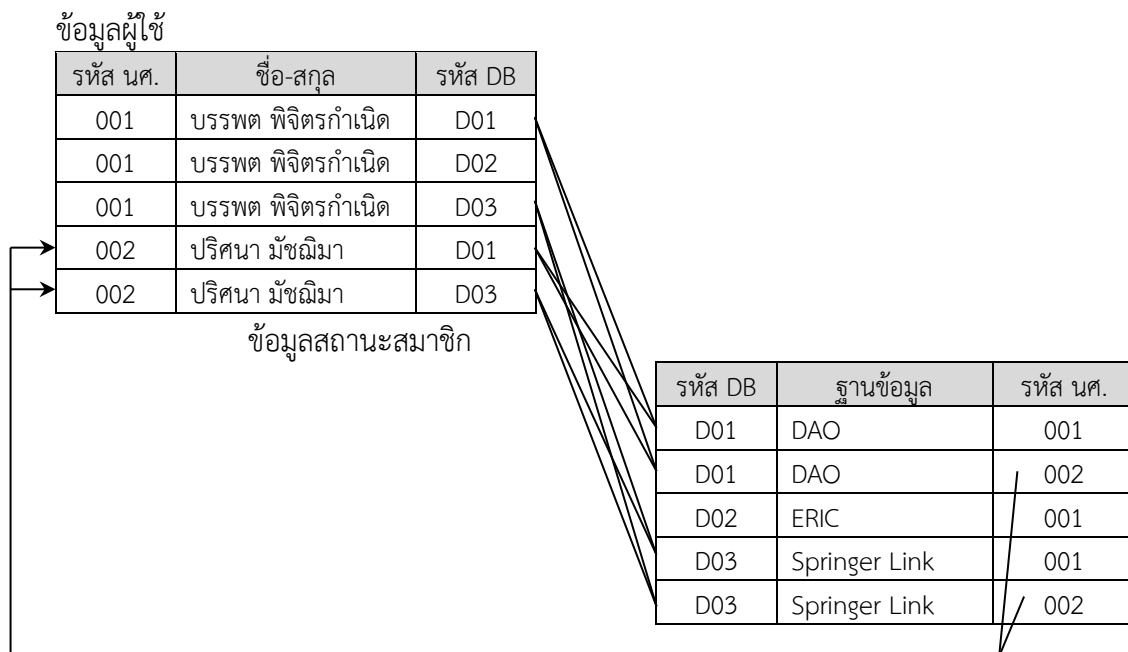 ข้อมูลผู้ใช้
รหัส นศ. ชื่อ-สกุล รหัส DB
001 บรรพต พิจิตรกำเนิด D01
001 บรรพต พิจิตรกำเนิด D02
001 บรรพต พิจิตรกำเนิด D03
002 ปริศนา มัชฌิมา D01
002 ปริศนา มัชฌิมา D03
ข้อมูลสถานะสมาชิก
รหัส DB ฐานข้อมูล รหัส นศ.
D01 DAO 001
D01 DAO 002
D02 ERIC 001
D03 Springer Link 001
D03 Springer Link 002